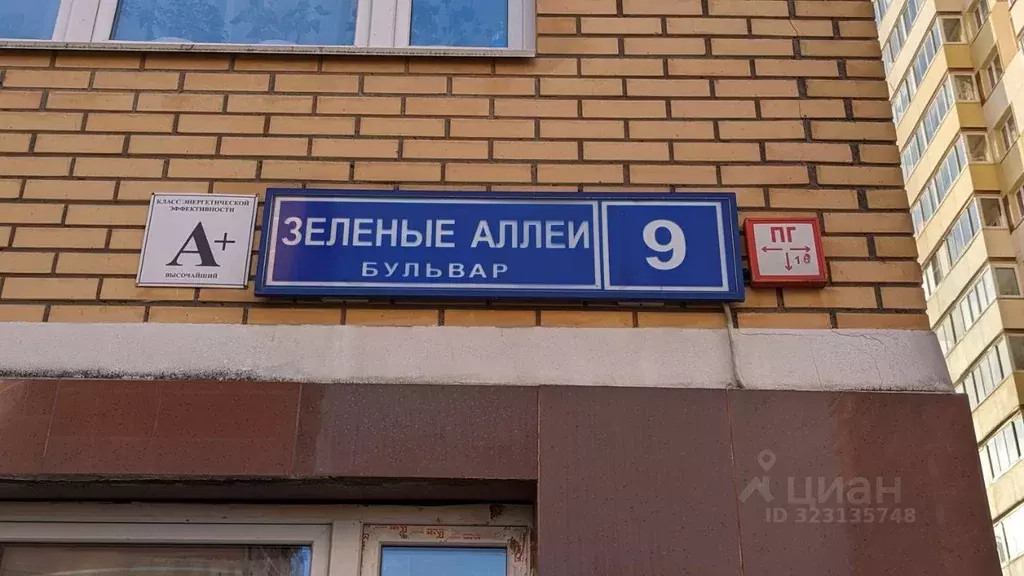 КЛАСС ЭНЕРГЕТИЧЕСКОЙ
ЭФФЕКТИВНОСТИ
A+
ВЫСОЧАЙШИЙ
ЗЕЛЕНЫЕ АЛЛЕИ
БУЛЬВАР
9
ПГ
ЦИАН
ID 323135748